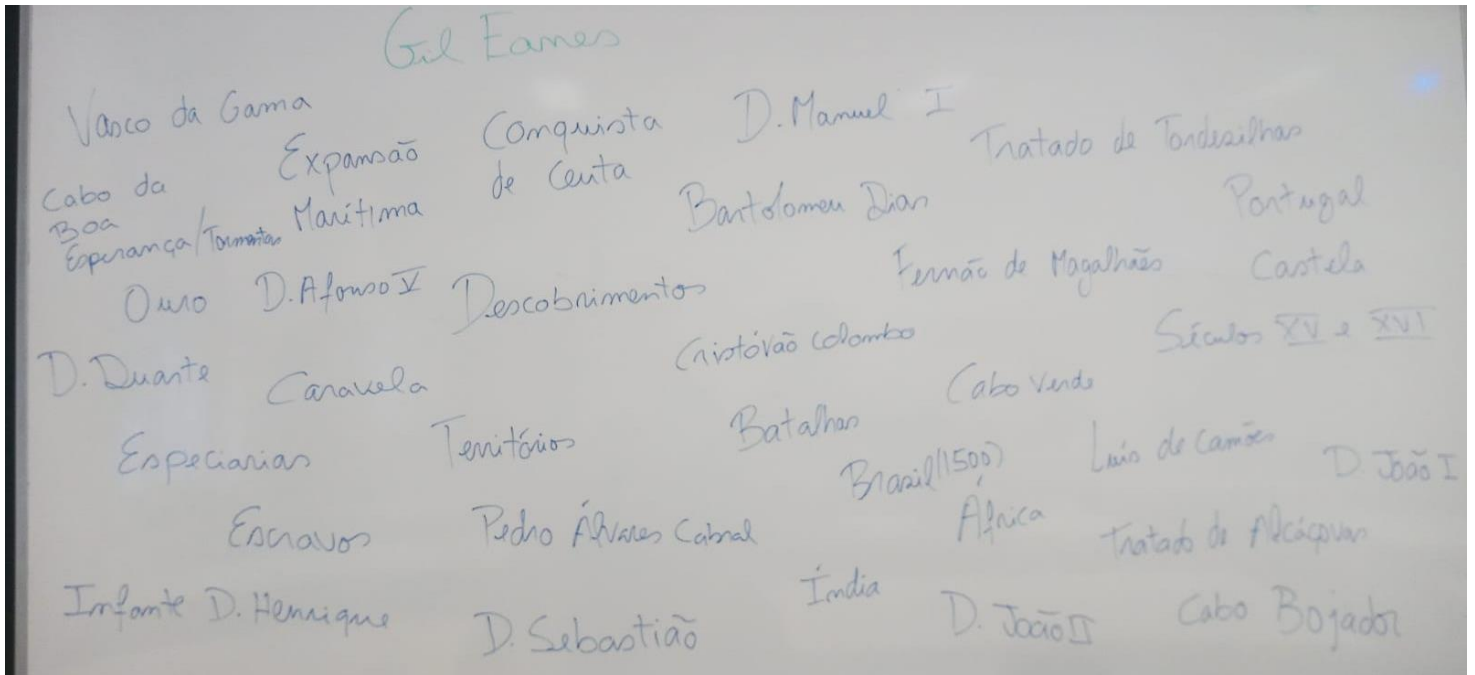 Gil Eanes
Vasco da Gama
Expansão
Marítima
Conquista
de Ceuta
D. Manuel I
Tratado de Tordesilhas
Cabo da
Boa
Esperança/Tormentas
Bartolomeu Dias
Portugal
Ouro
D. Afonso V
Descobrimentos
Fernão de Magalhães
Castela
D. Duarte
Caravela
Cristóvão Colombo
Séculos XV e XVI
Especiarias
Territórios
Batalhas
Cabo Verde
Brasil (1500)
Luís de Camões
D. João I
Escravos
Pedro Álvares Cabral
África
Tratado de Alcáçovas
Infante D. Henrique
D. Sebastião
Índia
D. João II
Cabo Bojador